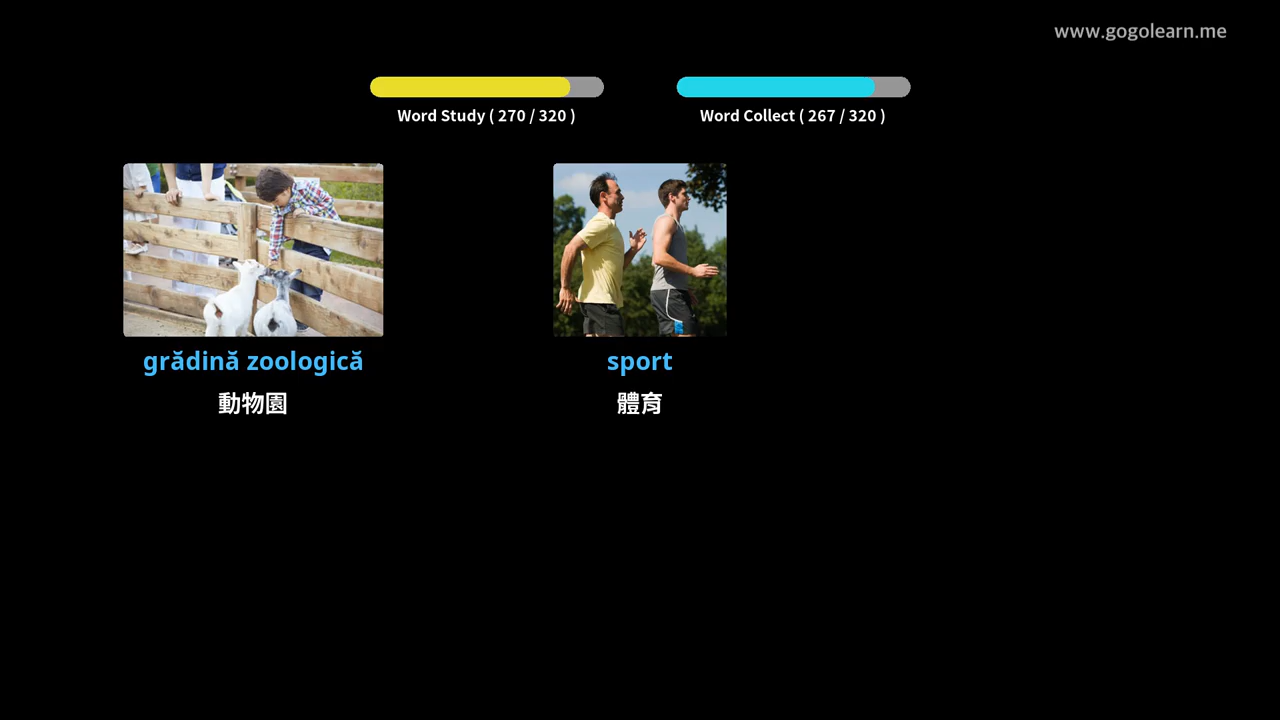 www.gogolearn.me
Word Study ( 270 / 320 )
Word Collect ( 267 / 320 )
grădină zoologică
動物園
sport
體育